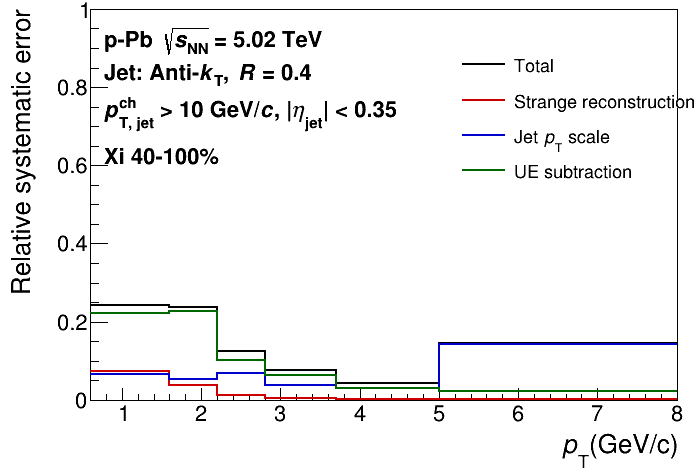 Relative systematic error
1
0.8
0.6
0.4
0.2
0
p-Pb √sNN = 5.02 TeV
Jet: Anti-kT, R = 0.4
pchT, jet > 10 GeV/c, |ηjet| < 0.35
Xi 40-100%
Total
Strange reconstruction
Jet pT scale
UE subtraction
1 2 3 4 5 6 7 8
pT(GeV/c)